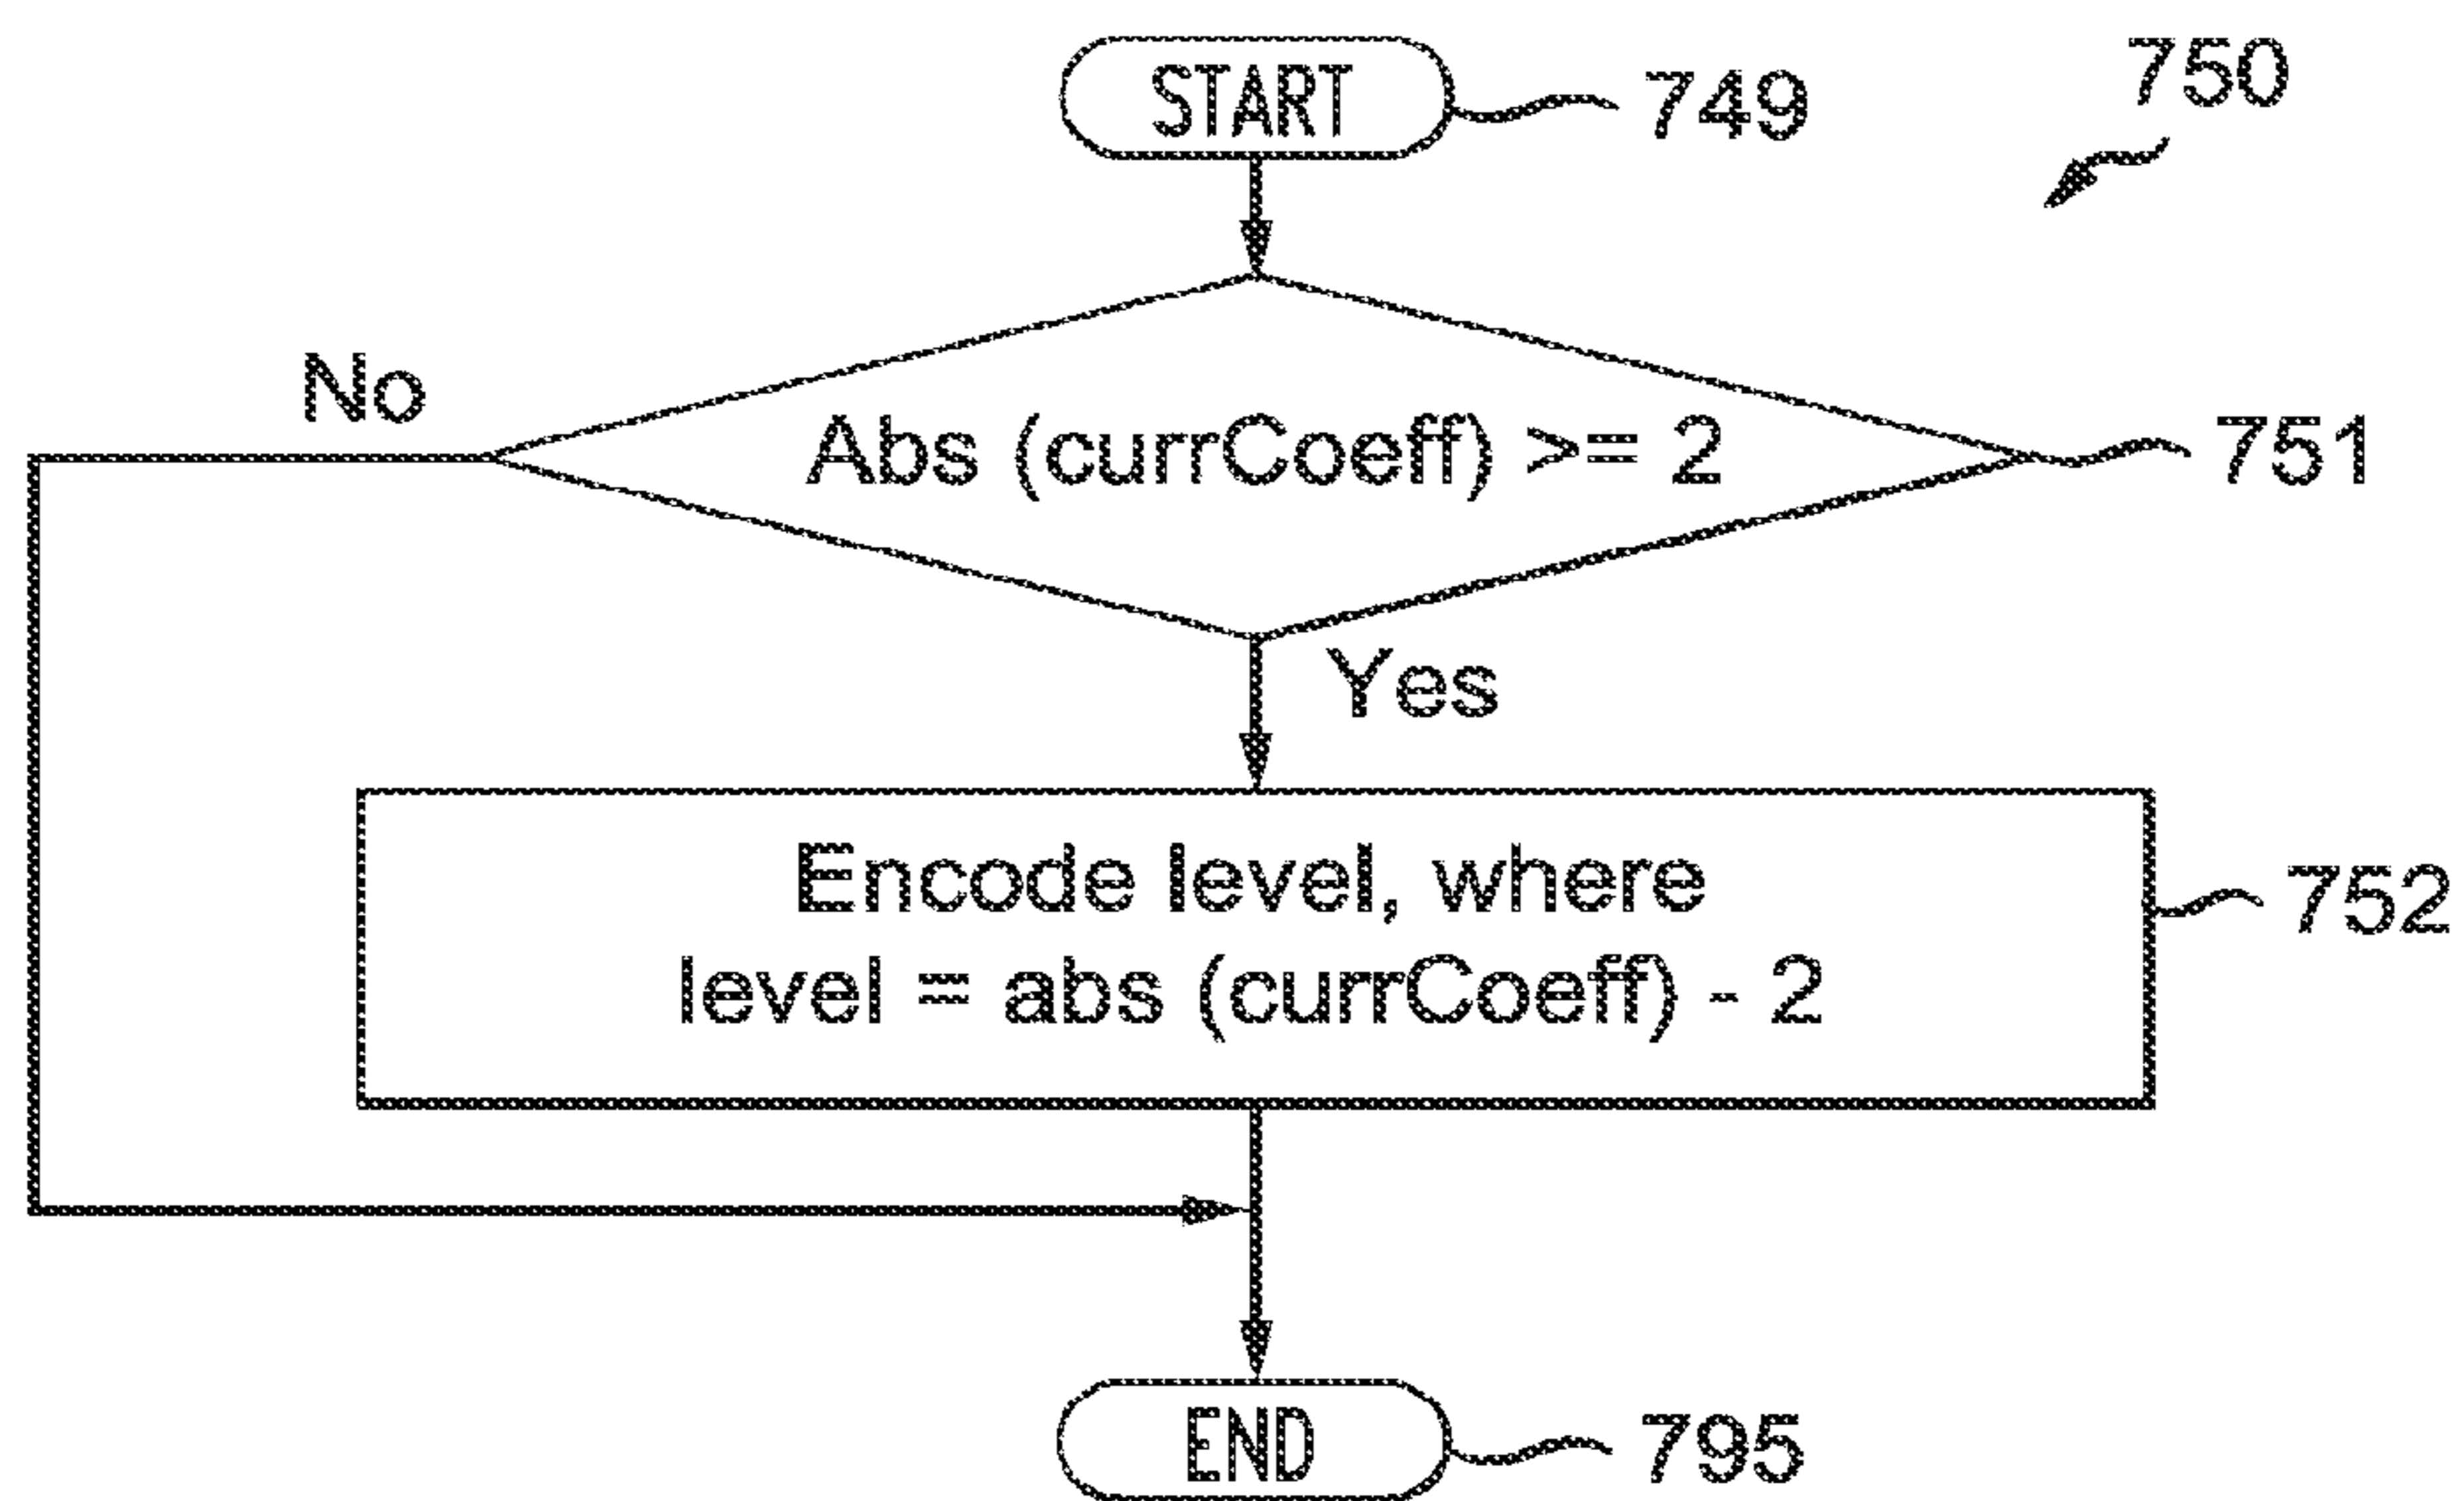 START
749
750
No
Abs (currCoeff) >= 2
751
Yes
Encode level, where
level = abs (currCoeff) - 2
752
END
795